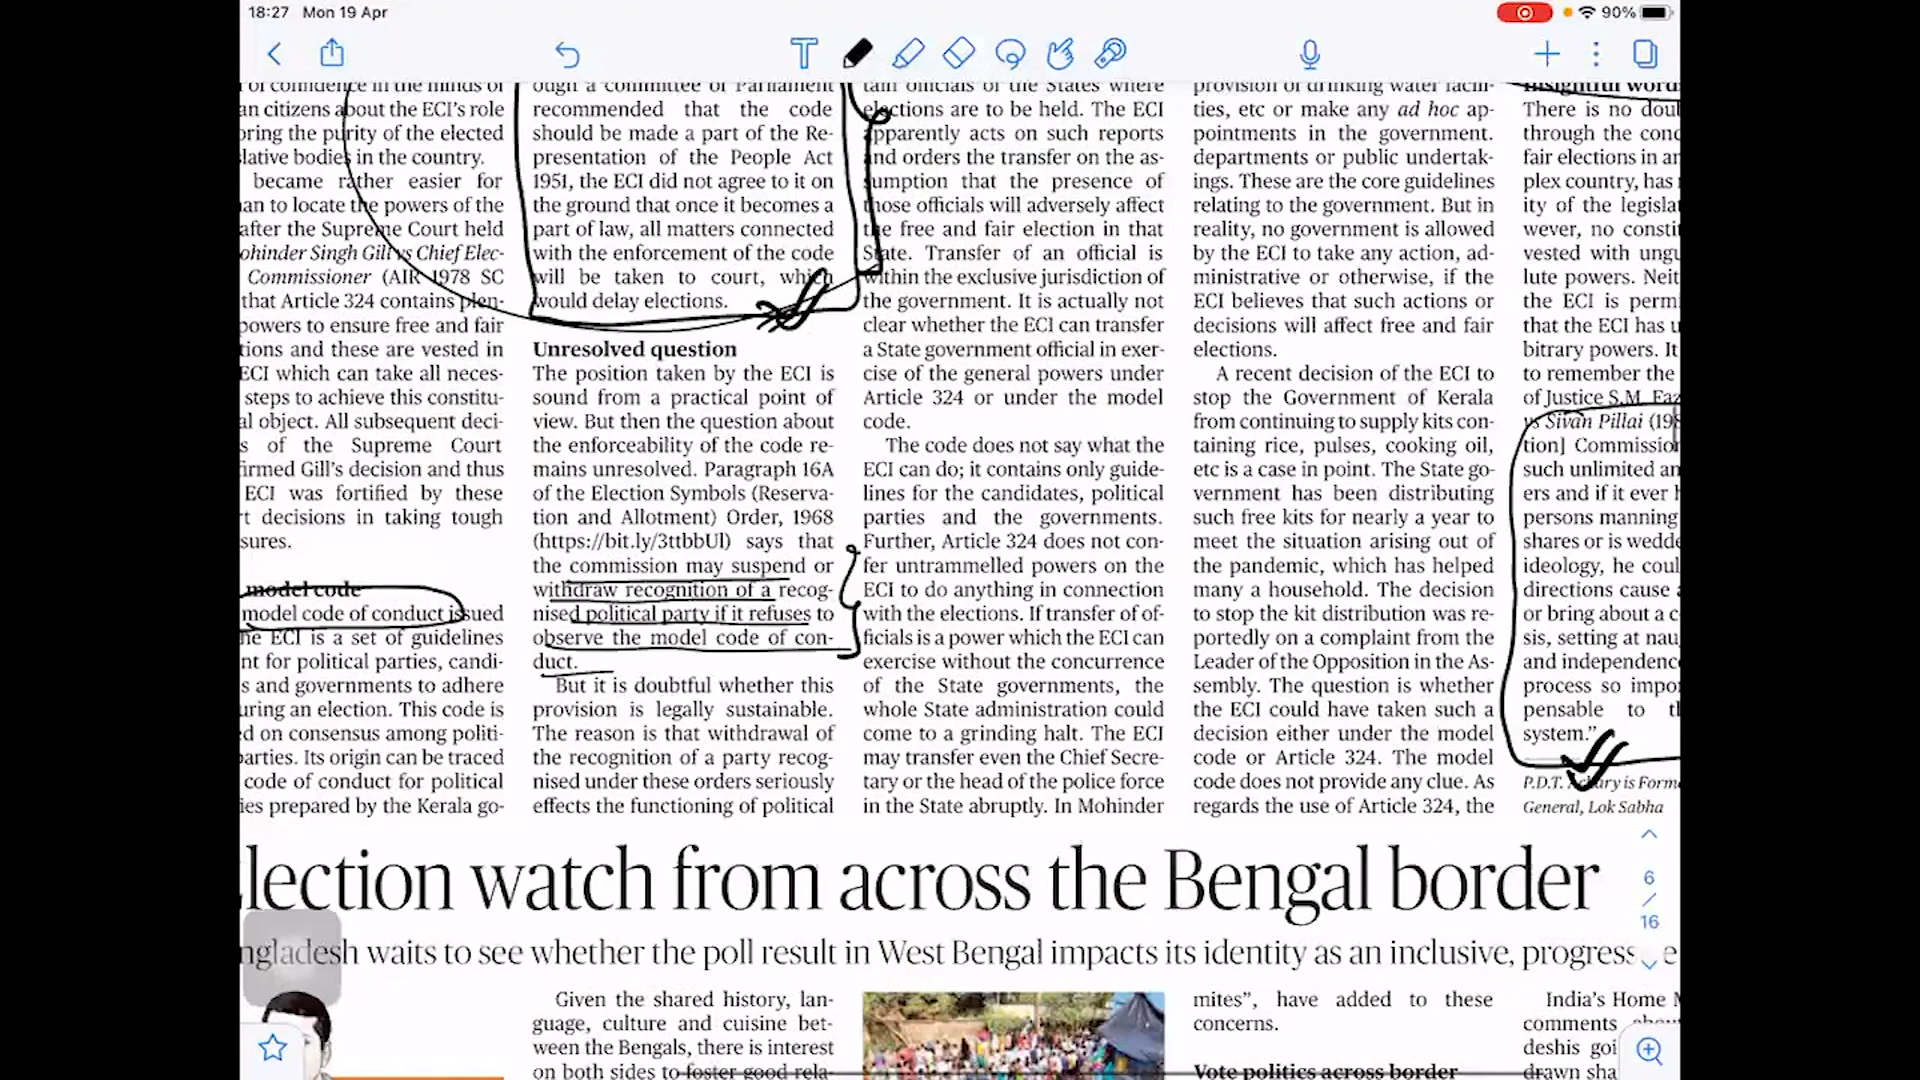 18:27 Mon 19 Apr
90%
of confidence in the minds of
an citizens about the ECI's role
oring the purity of the elected
lative bodies in the country.
became rather easier for
an to locate the powers of the
after the Supreme Court held
ohinder Singh Gill vs Chief Elec-
Commissioner (AIR 1978 SC
that Article 324 contains plen-
powers to ensure free and fair
tions and these are vested in
ECI which can take all neces-
steps to achieve this constitu-
al object. All subsequent deci-
s of the Supreme Court
irmed Gill's decision and thus
ECI was fortified by these
t decisions in taking tough
sures.
model code
model code of conduct issued
he ECI is a set of guidelines
nt for political parties, candi-
s and governments to adhere
uring an election. This code is
d on consensus among politi-
parties. Its origin can be traced
code of conduct for political
ies prepared by the Kerala go-
ough a committee of Parliament
recommended that the code
should be made a part of the Re-
presentation of the People Act
1951, the ECI did not agree to it on
the ground that once it becomes a
part of law, all matters connected
with the enforcement of the code
will be taken to court, which
would delay elections.
Unresolved question
The position taken by the ECI is
sound from a practical point of
view. But then the question about
the enforceability of the code re-
mains unresolved. Paragraph 16A
of the Election Symbols (Reserva-
tion and Allotment) Order, 1968
(https://bit.ly/3ttbbUl) says that
the commission may suspend or
withdraw recognition of a recog-
nised political party if it refuses to
observe the model code of con-
duct.
But it is doubtful whether this
provision is legally sustainable.
The reason is that withdrawal of
the recognition of a party recog-
nised under these orders seriously
effects the functioning of political
tain officials of the States where
elections are to be held. The ECI
apparently acts on such reports
and orders the transfer on the as-
sumption that the presence of
those officials will adversely affect
the free and fair election in that
State. Transfer of an official is
within the exclusive jurisdiction of
the government. It is actually not
clear whether the ECI can transfer
a State government official in exer-
cise of the general powers under
Article 324 or under the model
code.
The code does not say what the
ECI can do; it contains only guide-
lines for the candidates, political
parties and the governments.
Further, Article 324 does not con-
fer untrammelled powers on the
ECI to do anything in connection
with the elections. If transfer of of-
ficials is a power which the ECI can
exercise without the concurrence
of the State governments, the
whole State administration could
come to a grinding halt. The ECI
may transfer even the Chief Secre-
tary or the head of the police force
in the State abruptly. In Mohinder
provision of drinking water facili-
ties, etc or make any ad hoc ap-
pointments in the government.
departments or public undertak-
ings. These are the core guidelines
relating to the government. But in
reality, no government is allowed
by the ECI to take any action, ad-
ministrative or otherwise, if the
ECI believes that such actions or
decisions will affect free and fair
elections.
A recent decision of the ECI to
stop the Government of Kerala
from continuing to supply kits con-
taining rice, pulses, cooking oil,
etc is a case in point. The State go-
vernment has been distributing
such free kits for nearly a year to
meet the situation arising out of
the pandemic, which has helped
many a household. The decision
to stop the kit distribution was re-
portedly on a complaint from the
Leader of the Opposition in the As-
sembly. The question is whether
the ECI could have taken such a
decision either under the model
code or Article 324. The model
code does not provide any clue. As
regards the use of Article 324, the
Insightful word
There is no dou
through the cond
fair elections in an
plex country, has
ity of the legisla
wever, no consti
vested with ungu
lute powers. Neit
the ECI is permi
that the ECI has u
bitrary powers. It
to remember the
of Justice S.M. Faz
vs Sivan Pillai (198
tion] Commissio
such unlimited an
ers and if it ever h
persons manning
shares or is wedde
ideology, he coul
directions cause a
or bring about a c
sis, setting at nau
and independenc
process so impo
pensable to th
system."
P.D.T. Achary is Form
General, Lok Sabha
lection watch from across the Bengal border
ngladesh waits to see whether the poll result in West Bengal impacts its identity as an inclusive, progress e
6
/
16
Given the shared history, lan-
guage, culture and cuisine bet-
ween the Bengals, there is interest
on both sides to foster good rela-
mites", have added to these
concerns.
Vote politics across border
India's Home M
comments about
deshis goi
drawn sha